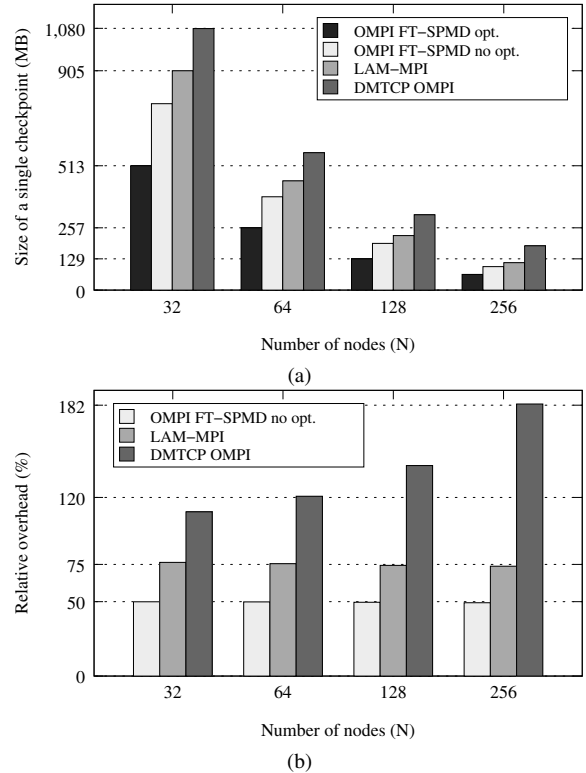 1,080
905
513
257
129
0
Size of a single checkpoint (MB)
OMPI FT−SPMD opt.
OMPI FT−SPMD no opt.
LAM−MPI
DMTCP OMPI
32 64 128 256
Number of nodes (N)
(a)
182
120
75
50
0
Relative overhead (%)
OMPI FT−SPMD no opt.
LAM−MPI
DMTCP OMPI
32 64 128 256
Number of nodes (N)
(b)